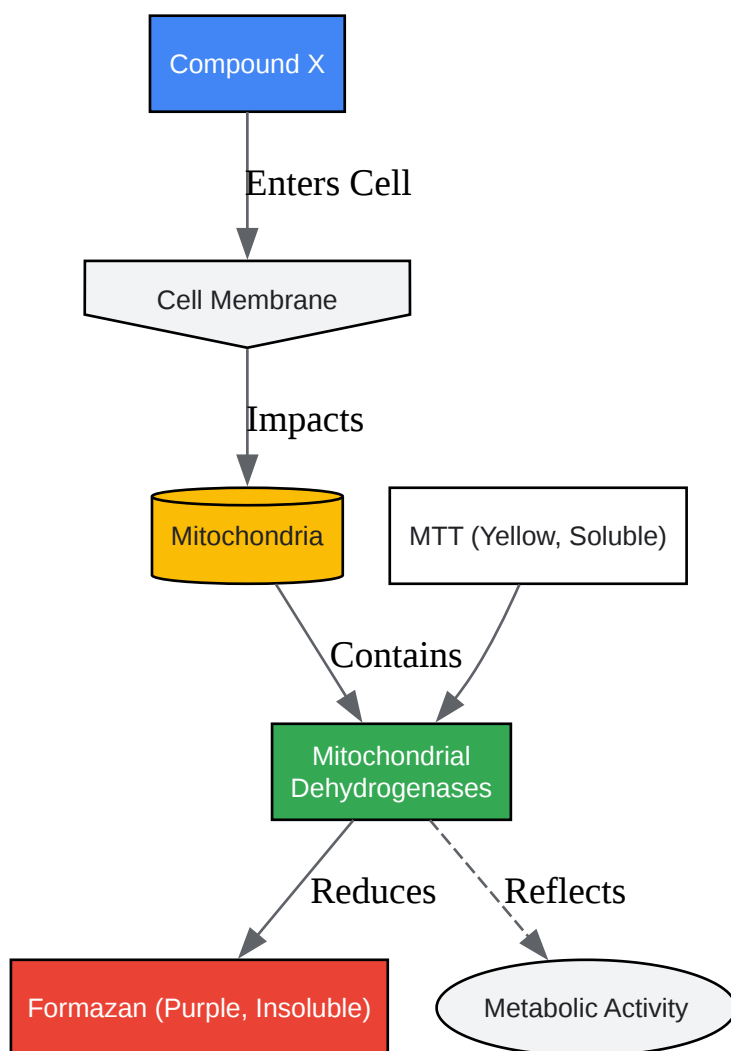 Compound X
Enters Cell
Cell Membrane
Impacts
Mitochondria
MTT (Yellow, Soluble)
Contains
Mitochondrial
Dehydrogenases
Reduces
Reflects
Formazan (Purple, Insoluble)
Metabolic Activity